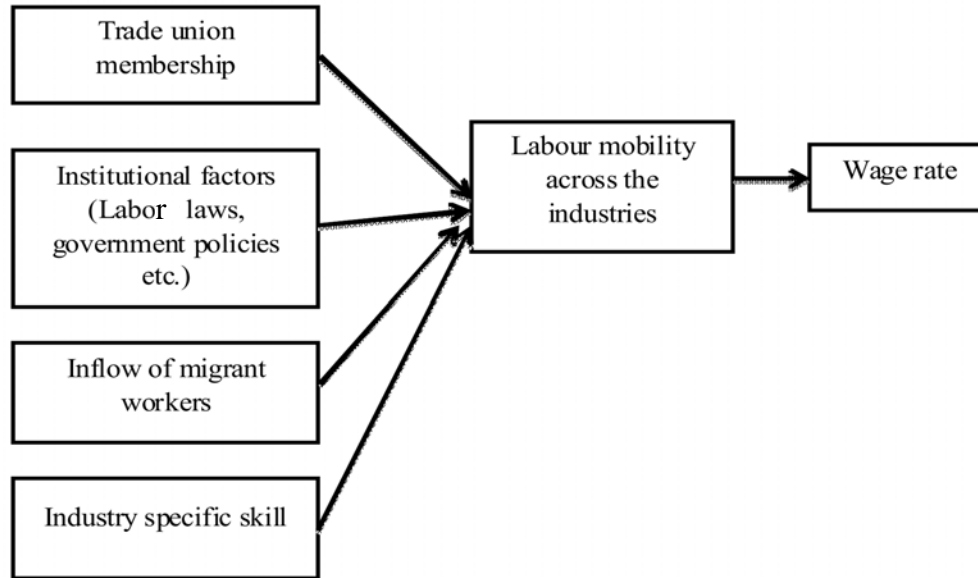 Trade union
membership
Institutional factors
(Labor laws,
government policies
etc.)
Inflow of migrant
workers
Industry specific skill
Labour mobility
across the
industries
Wage rate